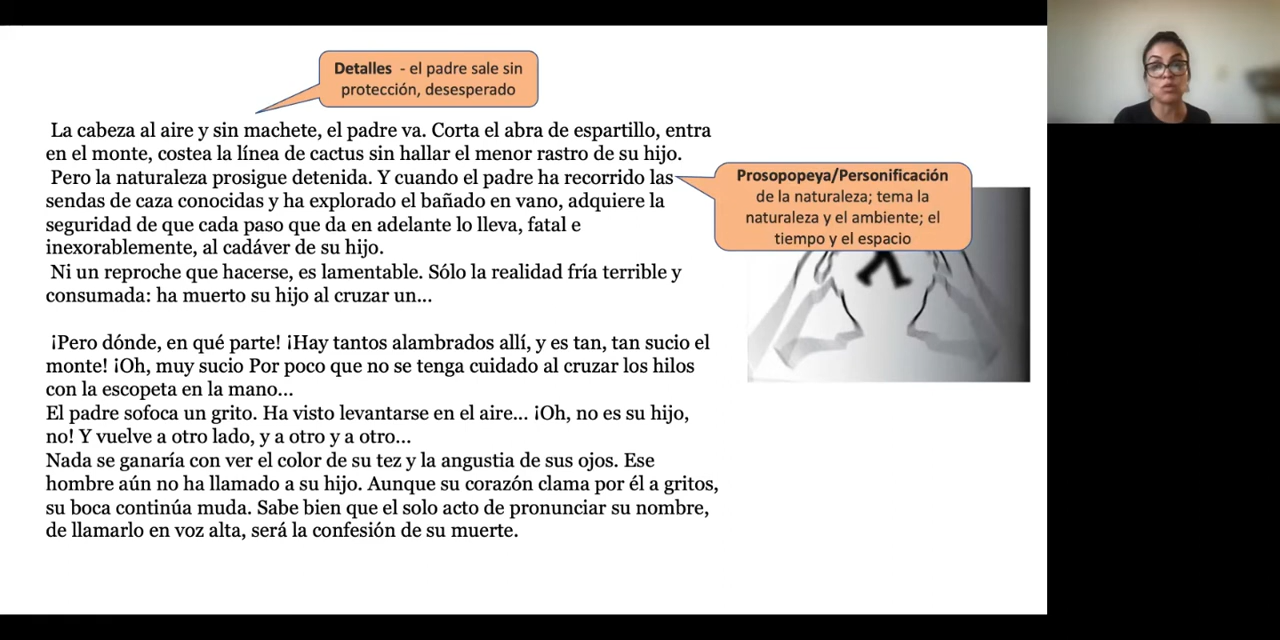 Detalles - el padre sale sin
protección, desesperado
La cabeza al aire y sin machete, el padre va. Corta el abra de espartillo, entra
en el monte, costea la línea de cactus sin hallar el menor rastro de su hijo.
Pero la naturaleza prosigue detenida. Y cuando el padre ha recorrido las
sendas de caza conocidas y ha explorado el bañado en vano, adquiere la
seguridad de que cada paso que da en adelante lo lleva, fatal e
inexorablemente, al cadáver de su hijo.
Prosopopeya/Personificación
de la naturaleza; tema la
naturaleza y el ambiente; el
tiempo y el espacio
Ni un reproche que hacerse, es lamentable. Sólo la realidad fría terrible y
consumada: ha muerto su hijo al cruzar un...
¡Pero dónde, en qué parte! ¡Hay tantos alambrados allí, y es tan, tan sucio el
monte! ¡Oh, muy sucio Por poco que no se tenga cuidado al cruzar los hilos
con la escopeta en la mano...
El padre sofoca un grito. Ha visto levantarse en el aire... ¡Oh, no es su hijo,
no! Y vuelve a otro lado, y a otro y a otro...
Nada se ganaría con ver el color de su tez y la angustia de sus ojos. Ese
hombre aún no ha llamado a su hijo. Aunque su corazón clama por él a gritos,
su boca continúa muda. Sabe bien que el solo acto de pronunciar su nombre,
de llamarlo en voz alta, será la confesión de su muerte.